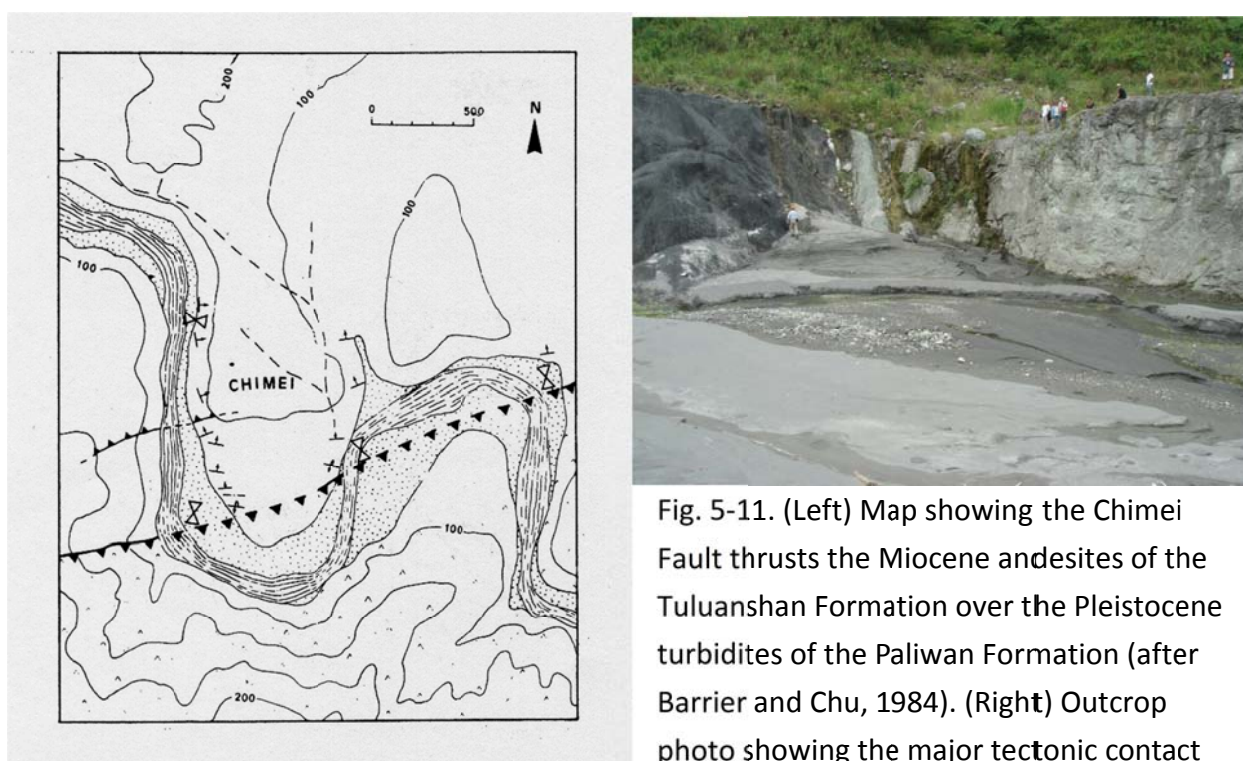 200
100
0 500
N
100
100
CHIMEI
100
200
Fig. 5-11. (Left) Map showing the Chimei
Fault thrusts the Miocene andesites of the
Tuluanshan Formation over the Pleistocene
turbidites of the Paliwan Formation (after
Barrier and Chu, 1984). (Right) Outcrop
photo showing the major tectonic contact